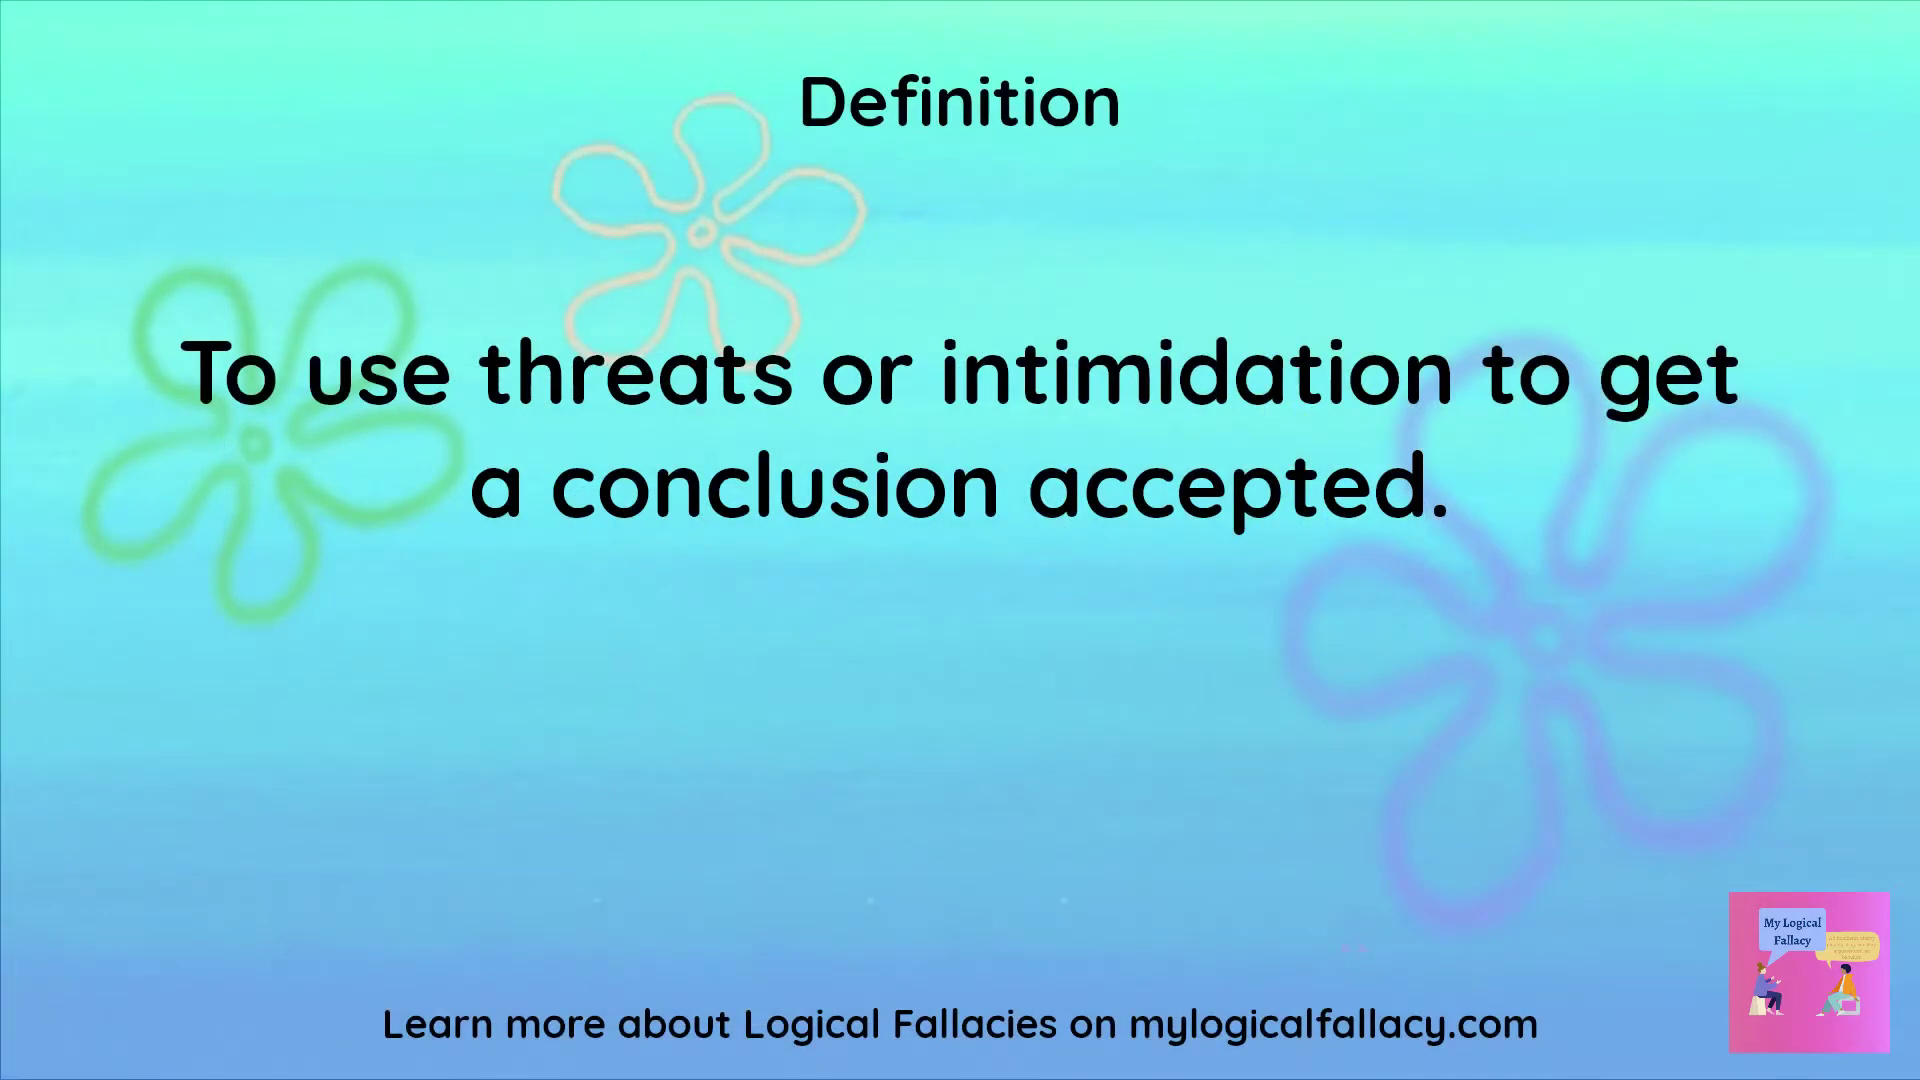 Definition
To use threats or intimidation to get
a conclusion accepted.
My Logical
Fallacy
Learn more about Logical Fallacies on mylogicalfallacy.com